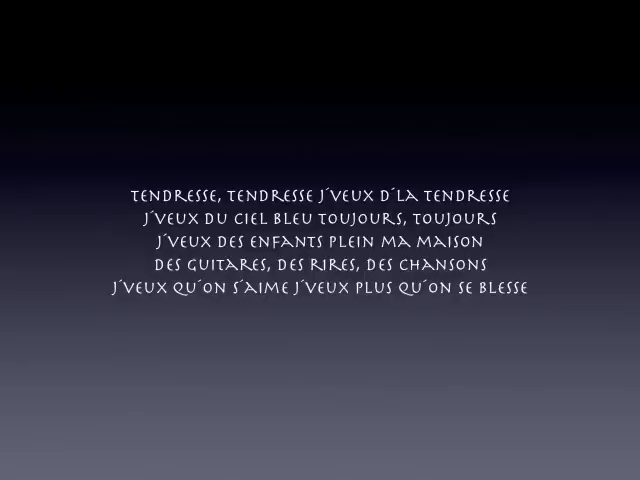 TENDRESSE, TENDRESSE J´VEUX D´LA TENDRESSE
J´VEUX DU CIEL BLEU TOUJOURS, TOUJOURS
J´VEUX DES ENFANTS PLEIN MA MAISON
DES GUITARES, DES RIRES, DES CHANSONS
J´VEUX QU´ON S´AIME J´VEUX PLUS QU´ON SE BLESSE